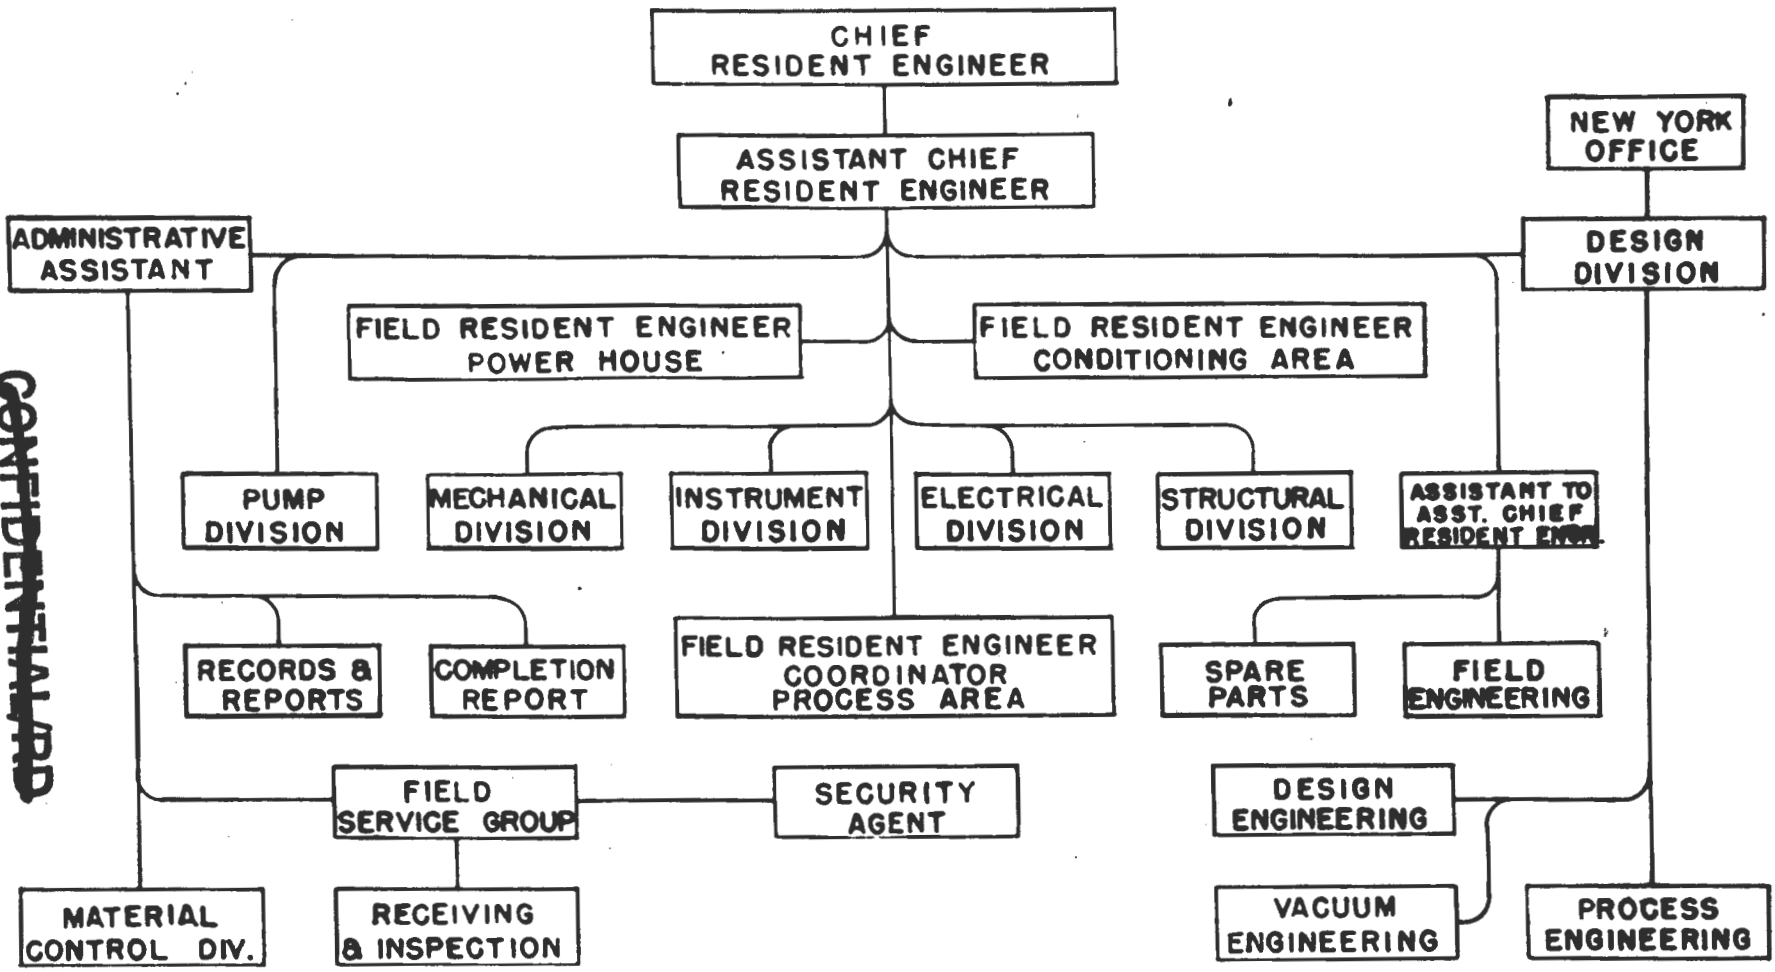 CHIEF
RESIDENT ENGINEER
NEW YORK
OFFICE
ASSISTANT CHIEF
RESIDENT ENGINEER
ADMINISTRATIVE
ASSISTANT
DESIGN
DIVISION
FIELD RESIDENT ENGINEER
POWER HOUSE
FIELD RESIDENT ENGINEER
CONDITIONING AREA
CONFIDENTIAL/RD
PUMP
DIVISION
MECHANICAL
DIVISION
INSTRUMENT
DIVISION
ELECTRICAL
DIVISION
STRUCTURAL
DIVISION
ASSISTANT TO
ASST. CHIEF
RESIDENT ENGR.
RECORDS &
REPORTS
COMPLETION
REPORT
FIELD RESIDENT ENGINEER
COORDINATOR
PROCESS AREA
SPARE
PARTS
FIELD
ENGINEERING
FIELD
SERVICE GROUP
SECURITY
AGENT
DESIGN
ENGINEERING
MATERIAL
CONTROL DIV.
RECEIVING
& INSPECTION
VACUUM
ENGINEERING
PROCESS
ENGINEERING